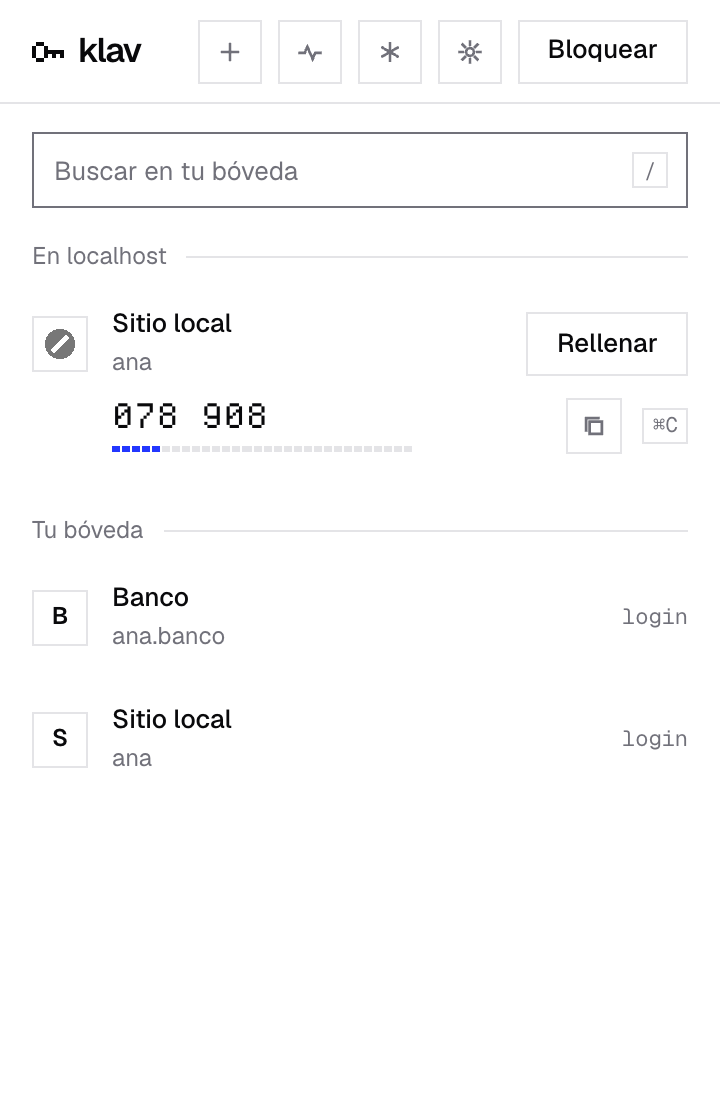 klav
Bloquear
Buscar en tu bóveda /
En localhost
Sitio local
ana
Rellenar
078 908
⌘C
Tu bóveda
B Banco
ana.banco
login
S Sitio local
ana
login